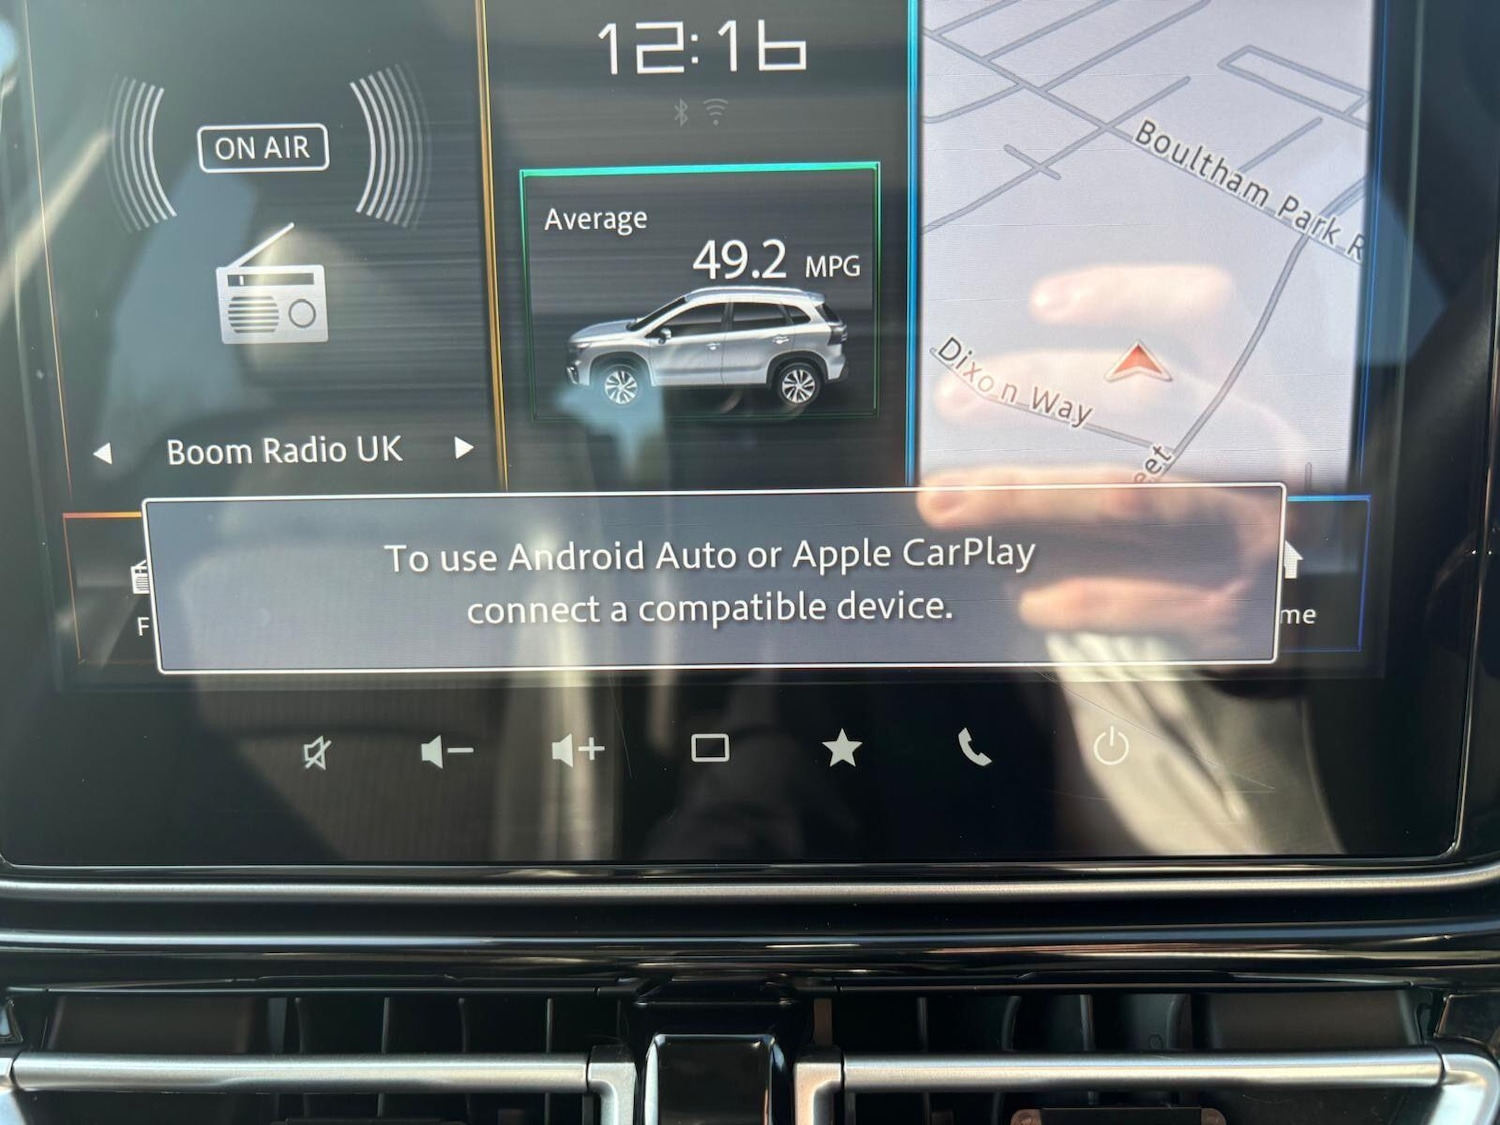 12:16
ON AIR
Average
49.2 MPG
Boultham Park R
Dixon Way
eet
Boom Radio UK
To use Android Auto or Apple CarPlay
connect a compatible device.
F
me